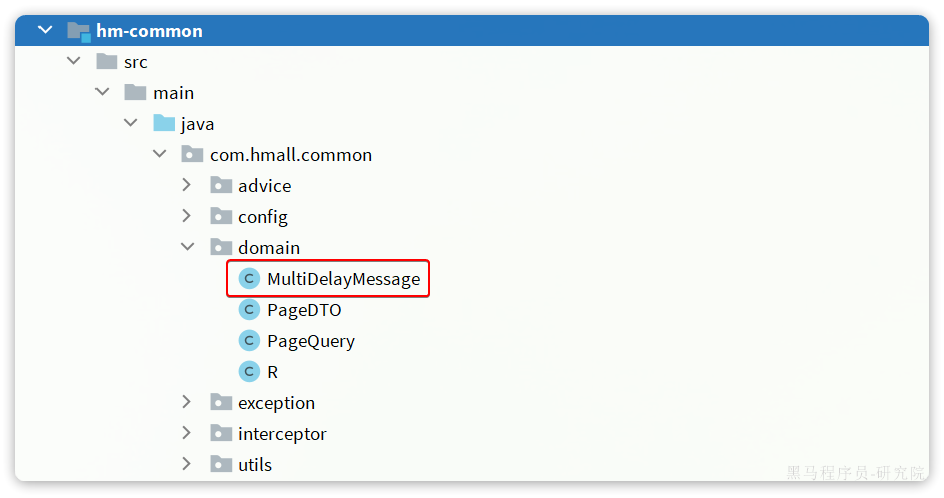 hm-common
src
main
java
com.hmall.common
advice
config
domain
C MultiDelayMessage
C PageDTO
C PageQuery
C R
exception
interceptor
utils
黑马程序员-研究院